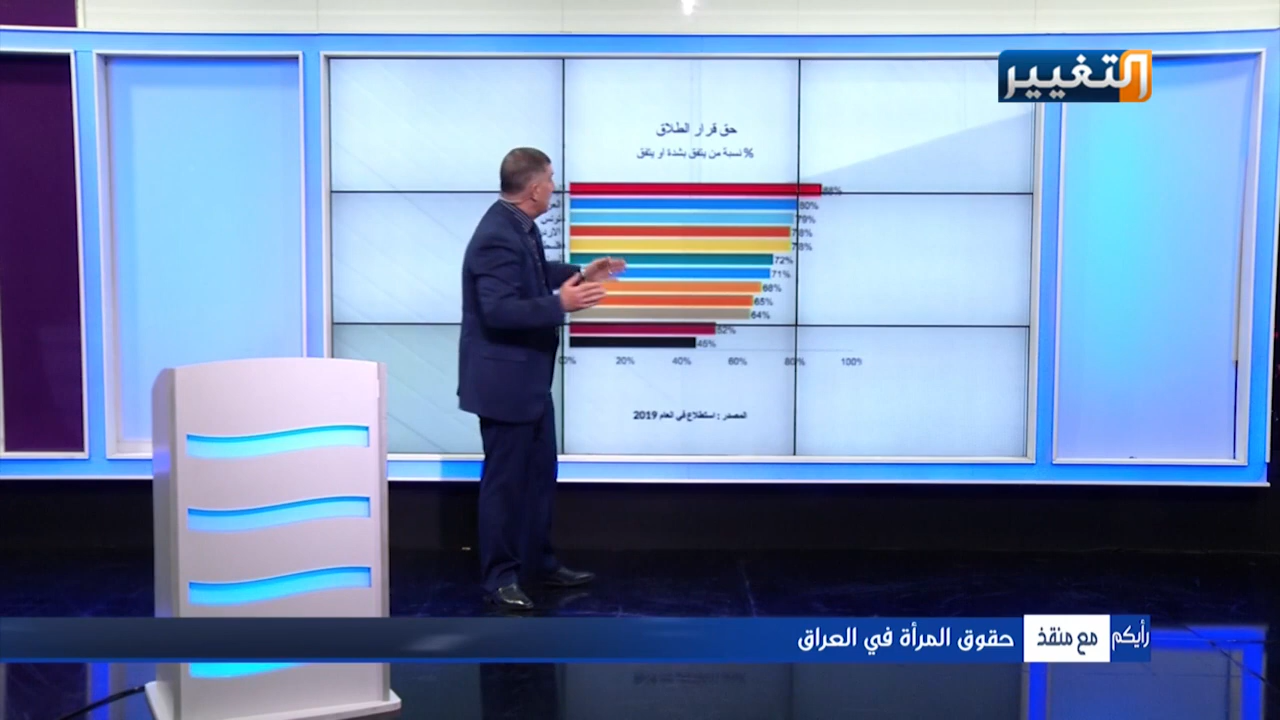 التغيير
حق قرار الطلاق
% نسبة من يتفق بشدة او يتفق
80%
تونس 79%
78%
78%
72%
71%
68%
65%
64%
52%
0% 20% 40% 60% 80% 100%
المصدر : استطلاع في العام 2019
رأيكم مع منقذ حقوق المرأة في العراق